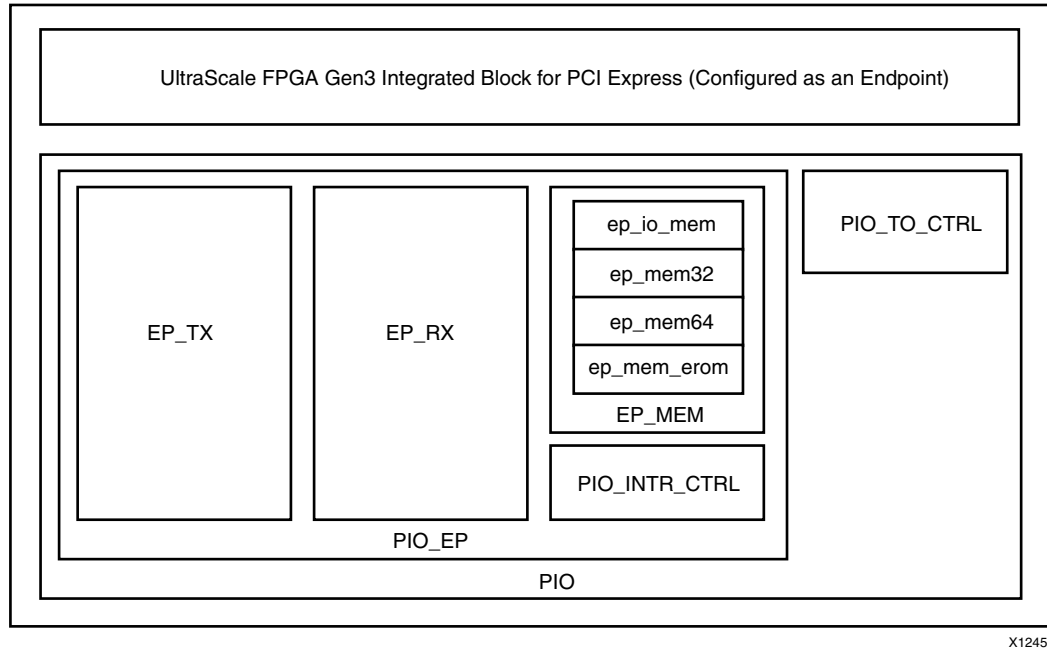 UltraScale FPGA Gen3 Integrated Block for PCI Express (Configured as an Endpoint)
EP_TX
EP_RX
ep_io_mem
ep_mem32
ep_mem64
ep_mem_erom
EP_MEM
PIO_INTR_CTRL
PIO_EP
PIO_TO_CTRL
PIO
X1245